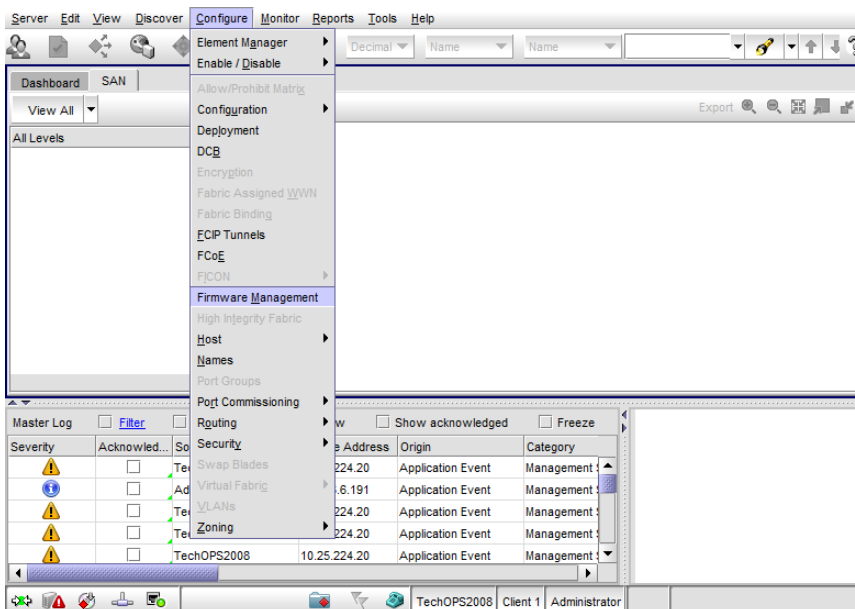 Server Edit View Discover Configure Monitor Reports Tools Help
Decimal Name Name
Dashboard SAN
View All
Export
All Levels
Element Manager
Enable / Disable
Allow/Prohibit Matrix
Configuration
Deployment
DCB
Encryption
Fabric Assigned WWN
Fabric Binding
FCIP Tunnels
FCoE
FICON
Firmware Management
High Integrity Fabric
Host
Names
Port Groups
Port Commissioning
Routing
Security
Swap Blades
Virtual Fabric
VLANs
Zoning
Master Log Filter w Show acknowledged Freeze
Severity Acknowled... So e Address Origin Category
Te 224.20 Application Event Management
Ad .6.191 Application Event Management
Te 224.20 Application Event Management
Te 224.20 Application Event Management
TechOPS2008 10.25.224.20 Application Event Management
TechOPS2008 Client 1 Administrator